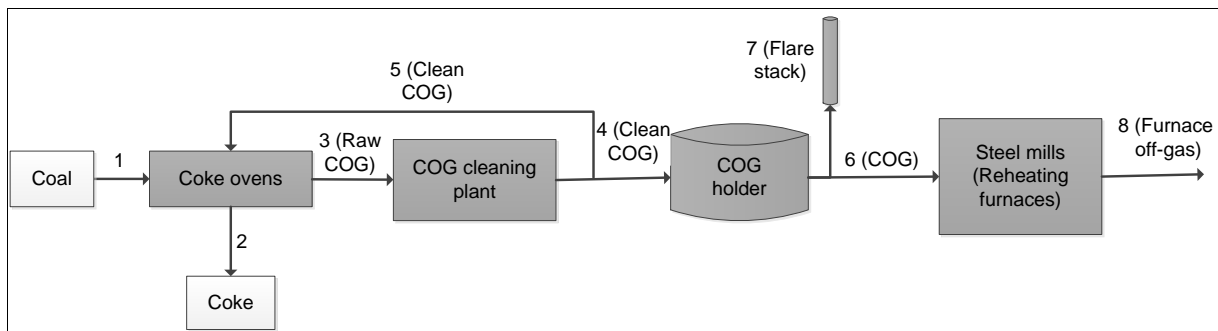 Coal
1
Coke ovens
2
Coke
3 (Raw
COG)
COG cleaning
plant
5 (Clean
COG)
4 (Clean
COG)
COG
holder
7 (Flare
stack)
6 (COG)
Steel mills
(Reheating
furnaces)
8 (Furnace
off-gas)